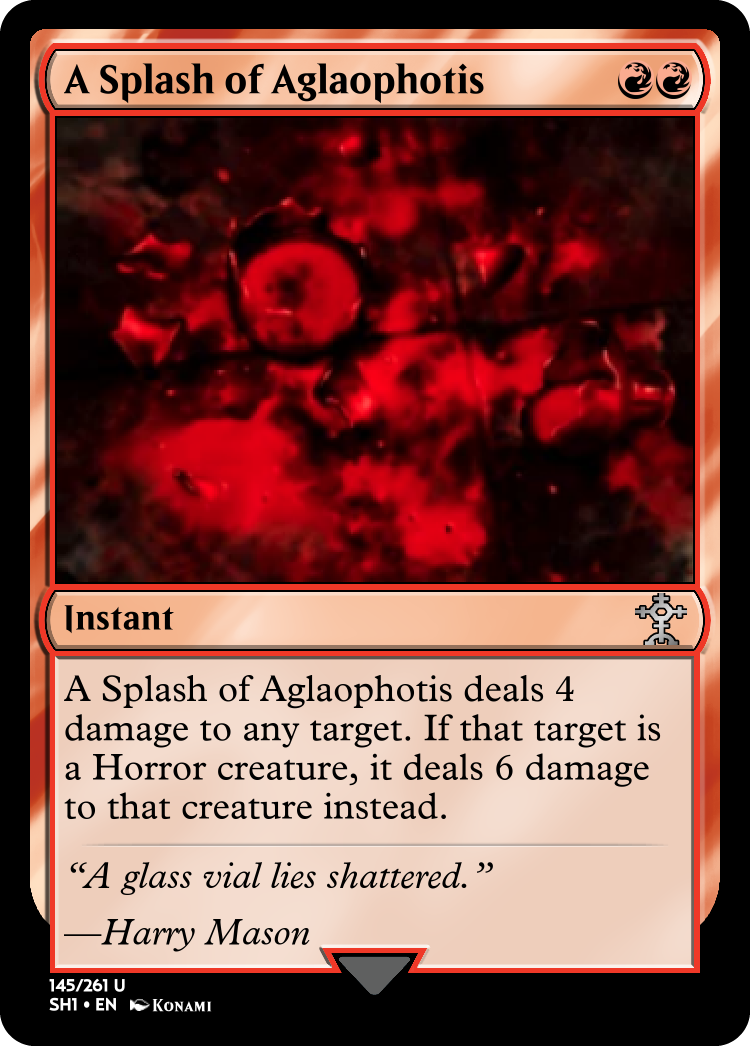 A Splash of Aglaophotis
Instant
A Splash of Aglaophotis deals 4
damage to any target. If that target is
a Horror creature, it deals 6 damage
to that creature instead.
“A glass vial lies shattered.”
—Harry Mason
145/261 U
SH1 • EN KONAMI